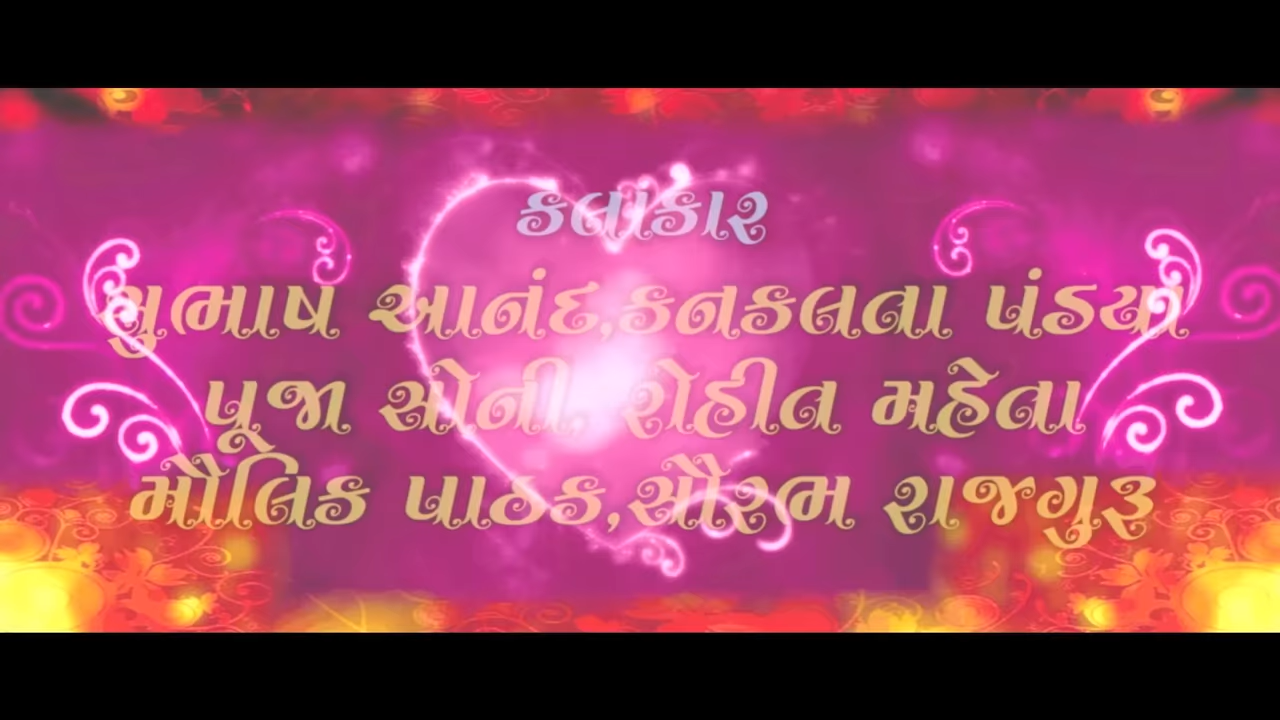 કલાકાર
સુભાષ આનંદ,કનકલતા પંડયા
પૂજા સોની, રોહીત મહેતા
મૌલિક પાઠક,સૌરભ રાજગુરૂ